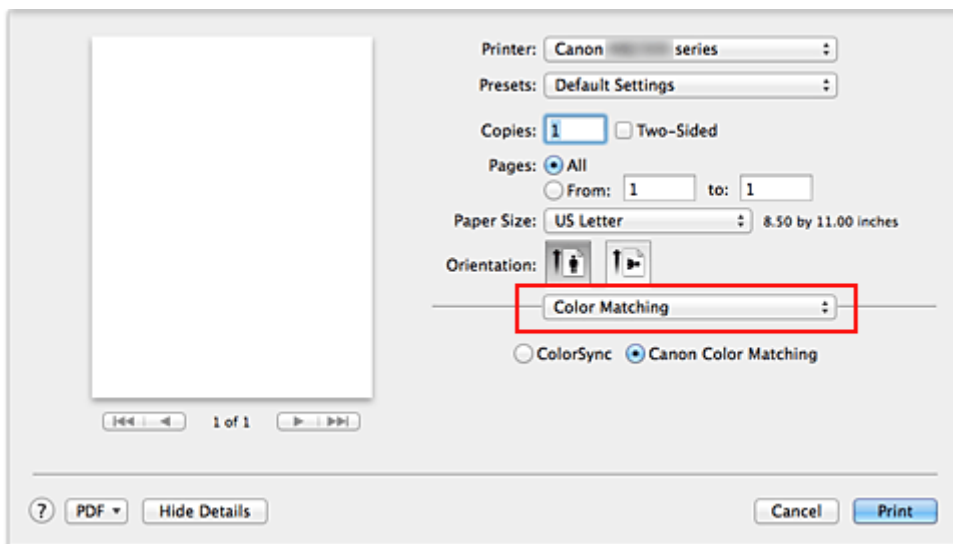 Printer: Canon series
Presets: Default Settings
Copies: 1 Two-Sided
Pages: All
From: 1 to: 1
Paper Size: US Letter 8.50 by 11.00 inches
Orientation:
Color Matching
ColorSync Canon Color Matching
1 of 1
? PDF Hide Details Cancel Print